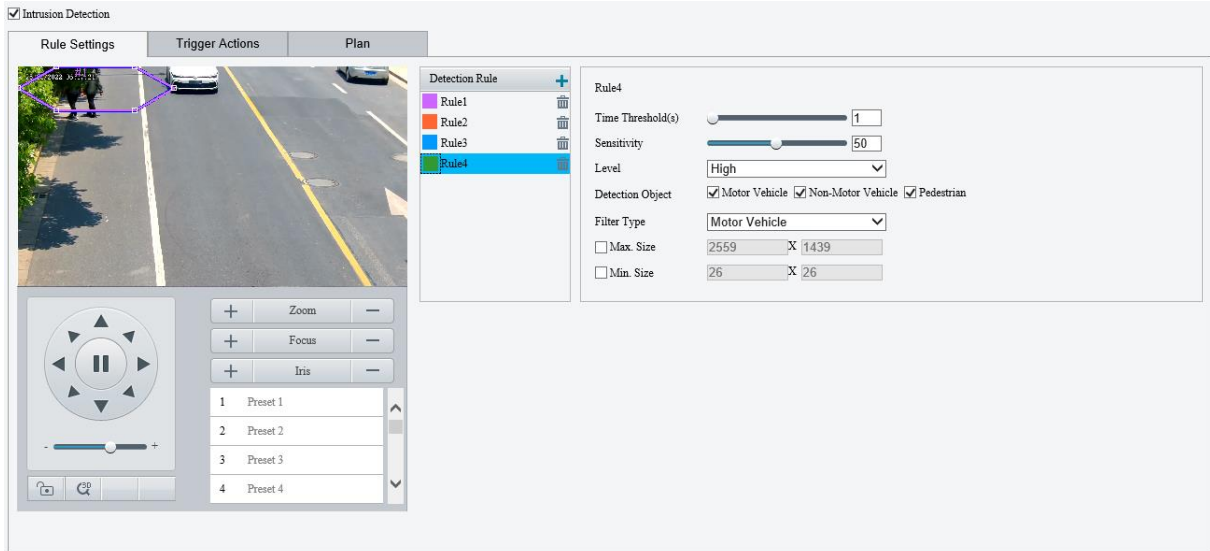 Intrusion Detection
Rule Settings
Trigger Actions
Plan
Detection Rule
Rule1
Rule2
Rule3
Rule4
Rule4
Time Threshold(s)
1
Sensitivity
50
Level
High
Detection Object
Motor Vehicle Non-Motor Vehicle Pedestrian
Filter Type
Motor Vehicle
Max. Size
2559 X 1439
Min. Size
26 X 26
+ Zoom −
+ Focus −
+ Iris −
1 Preset 1
2 Preset 2
3 Preset 3
4 Preset 4
- +
3D